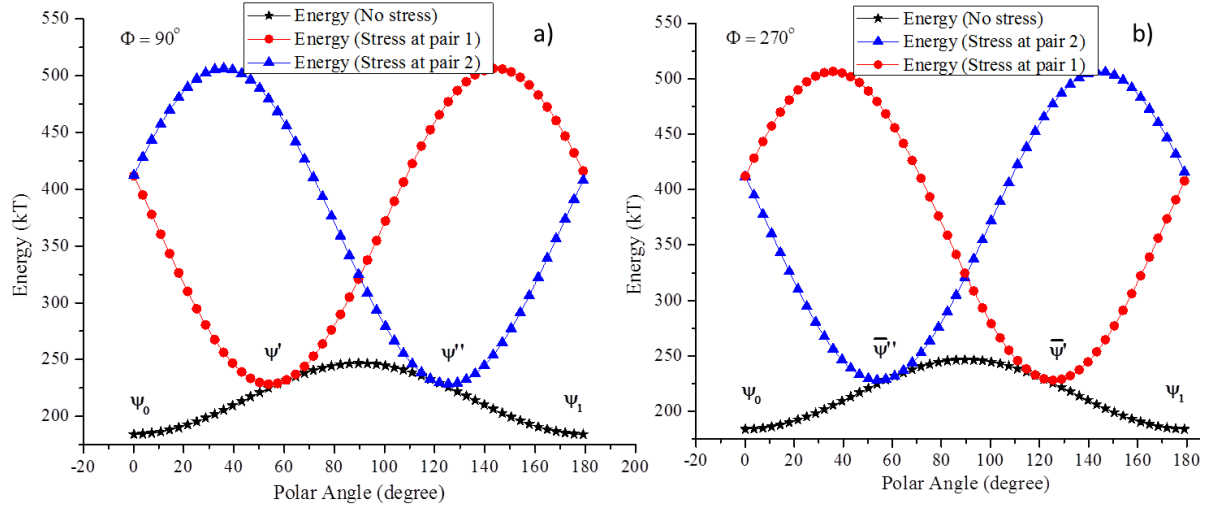 Energy (No stress)
Energy (Stress at pair 1)
Energy (Stress at pair 2)
a)
Φ = 90°
550
500
450
400
350
300
250
200
Energy (kT)
Ψ0
Ψ'
Ψ''
Ψ1
-20 0 20 40 60 80 100 120 140 160 180 200
Polar Angle (degree)
Energy (No stress)
Energy (Stress at pair 2)
Energy (Stress at pair 1)
b)
Φ = 270°
550
500
450
400
350
300
250
200
Energy (kT)
Ψ0
Ψ̅''
Ψ̅'
Ψ1
-20 0 20 40 60 80 100 120 140 160 180
Polar Angle (degree)